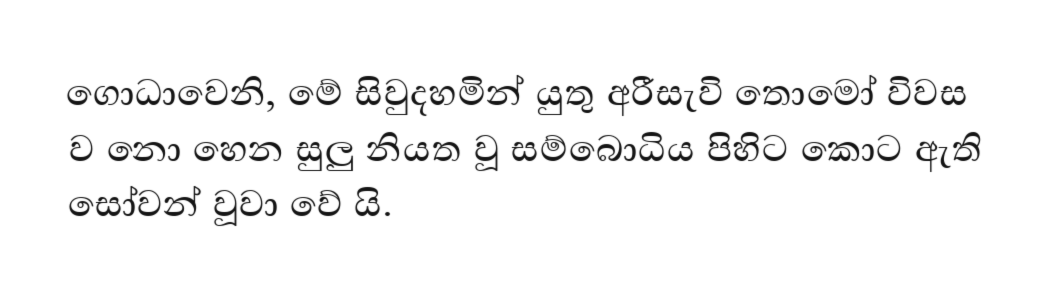 ගොධාවෙනි, මේ සිවුදහමින් යුතු අරීසැවි තොමෝ විවස
ව නො හෙන සුලු නියත වූ සම්බොධිය පිහිට කොට ඇති
සෝවන් වූවා වේ යි.